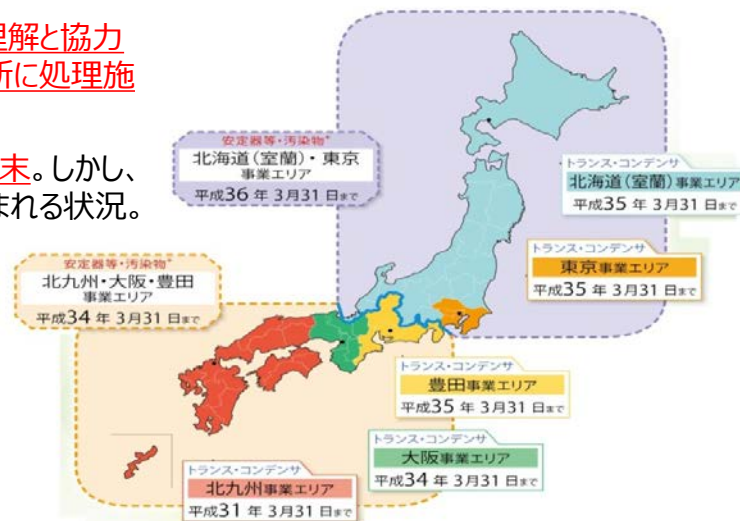 理解と協力
所に処理施
末。しかし、
まれる状況。
安定器等・汚染物*
北海道(室蘭)・東京
事業エリア
平成36年3月31日まで
トランス・コンデンサ
北海道(室蘭)事業エリア
平成35年3月31日まで
トランス・コンデンサ
東京事業エリア
平成35年3月31日まで
安定器等・汚染物*
北九州・大阪・豊田
事業エリア
平成34年3月31日まで
トランス・コンデンサ
豊田事業エリア
平成35年3月31日まで
トランス・コンデンサ
大阪事業エリア
平成34年3月31日まで
トランス・コンデンサ
北九州事業エリア
平成31年3月31日まで